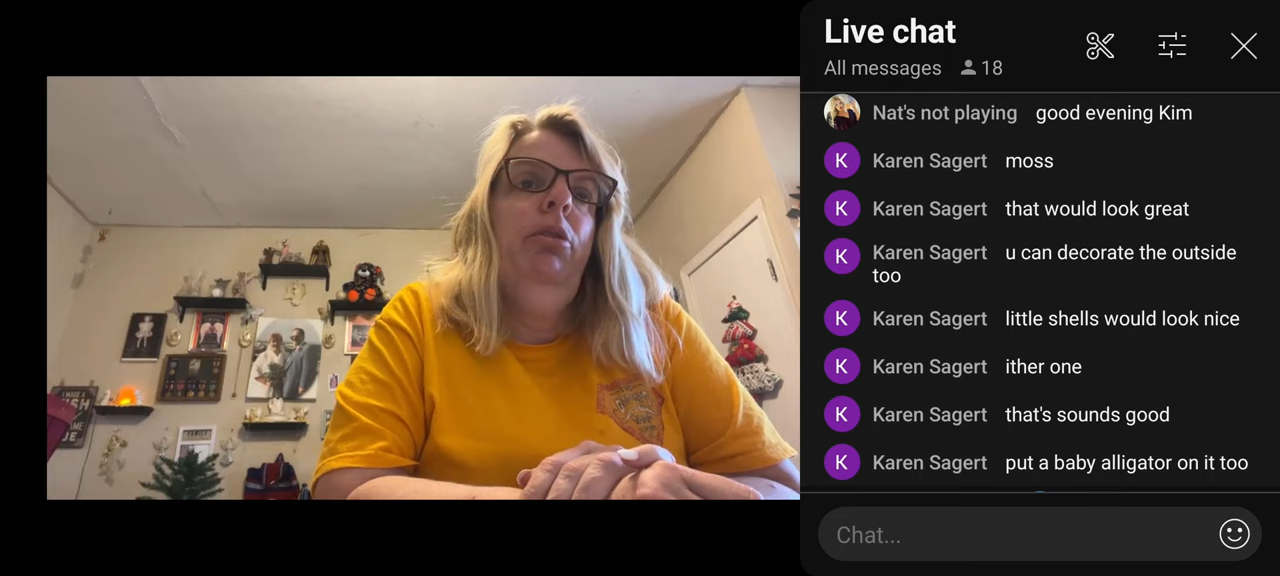 Live chat
All messages 18
Nat's not playing good evening Kim
Karen Sagert moss
Karen Sagert that would look great
Karen Sagert u can decorate the outside
too
Karen Sagert little shells would look nice
Karen Sagert ither one
Karen Sagert that's sounds good
Karen Sagert put a baby alligator on it too
K
K
K
K
K
K
K
Chat...
I MADE A
FAMILY